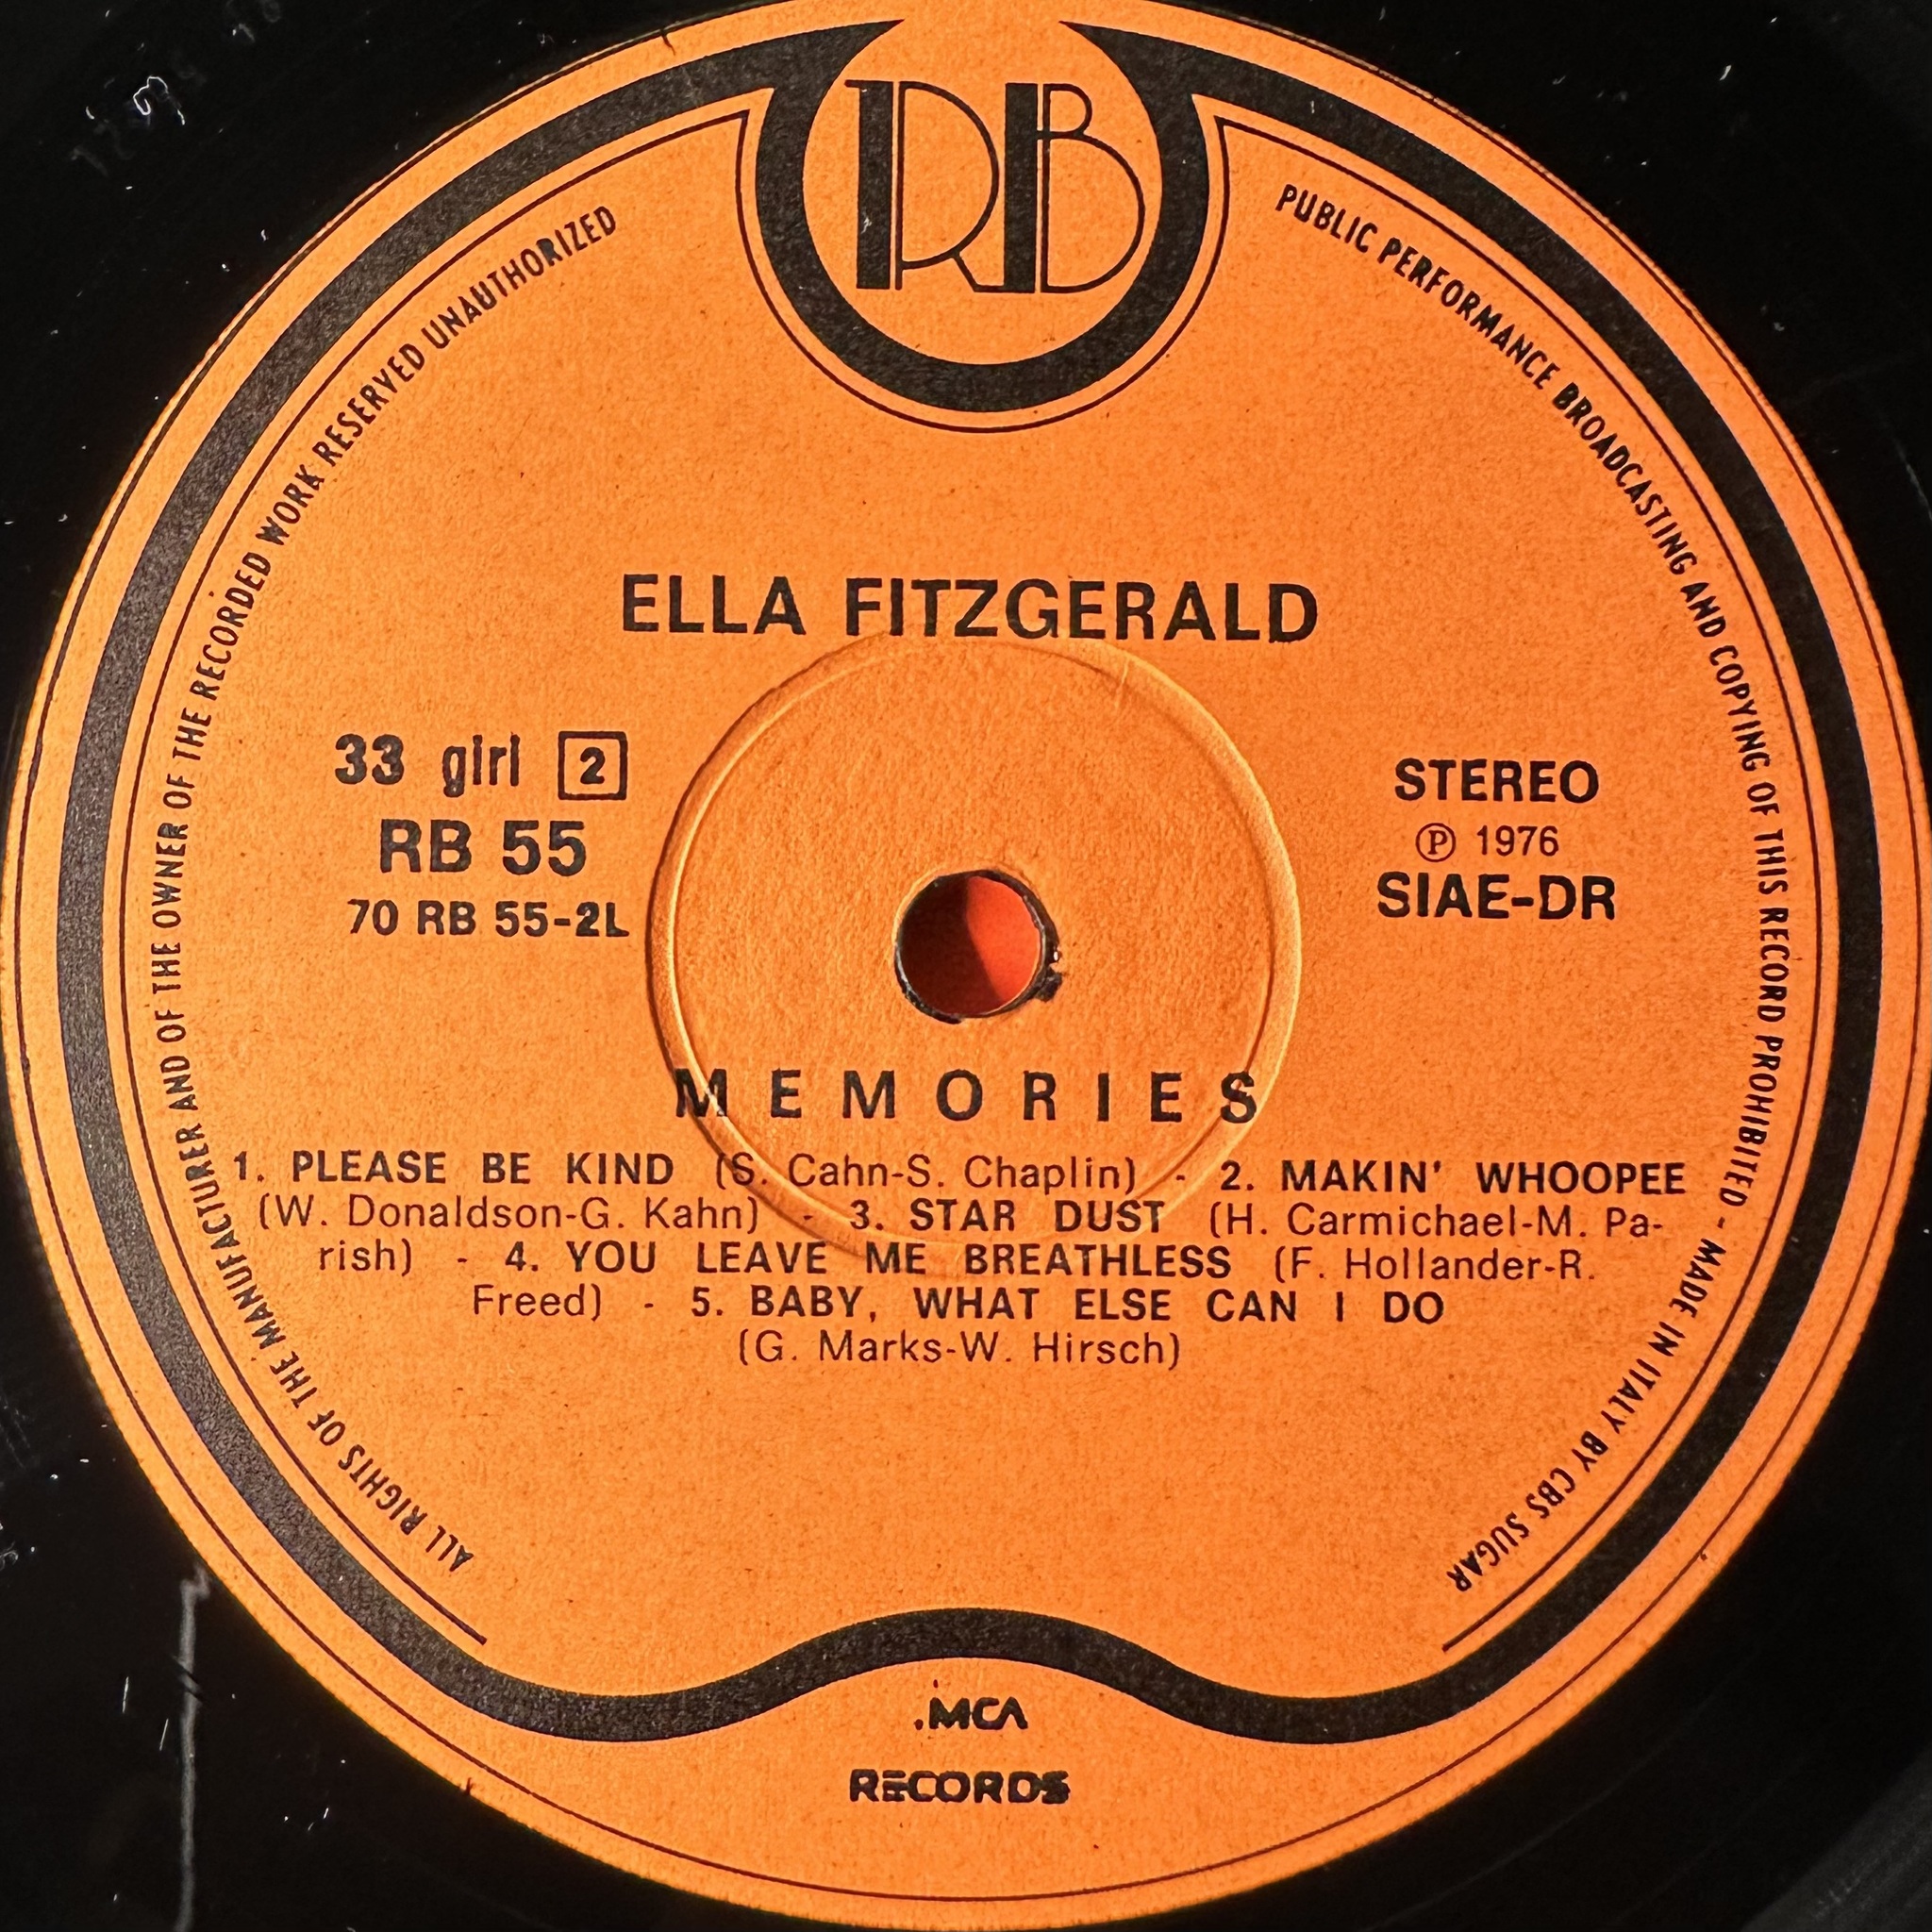 RB
ALL RIGHTS OF THE MANUFACTURER AND OF THE OWNER OF THE RECORDED WORK RESERVED UNAUTHORIZED
PUBLIC PERFORMANCE BROADCASTING AND COPYING OF THIS RECORD PROHIBITED - MADE IN ITALY BY CBS SUGAR
ELLA FITZGERALD
33 giri 2
RB 55
70 RB 55-2L
STEREO
℗ 1976
SIAE-DR
MEMORIES
1. PLEASE BE KIND (S. Cahn-S. Chaplin) - 2. MAKIN' WHOOPEE
(W. Donaldson-G. Kahn) - 3. STAR DUST (H. Carmichael-M. Pa-
rish) - 4. YOU LEAVE ME BREATHLESS (F. Hollander-R.
Freed) - 5. BABY, WHAT ELSE CAN I DO
(G. Marks-W. Hirsch)
.MCA
RECORDS